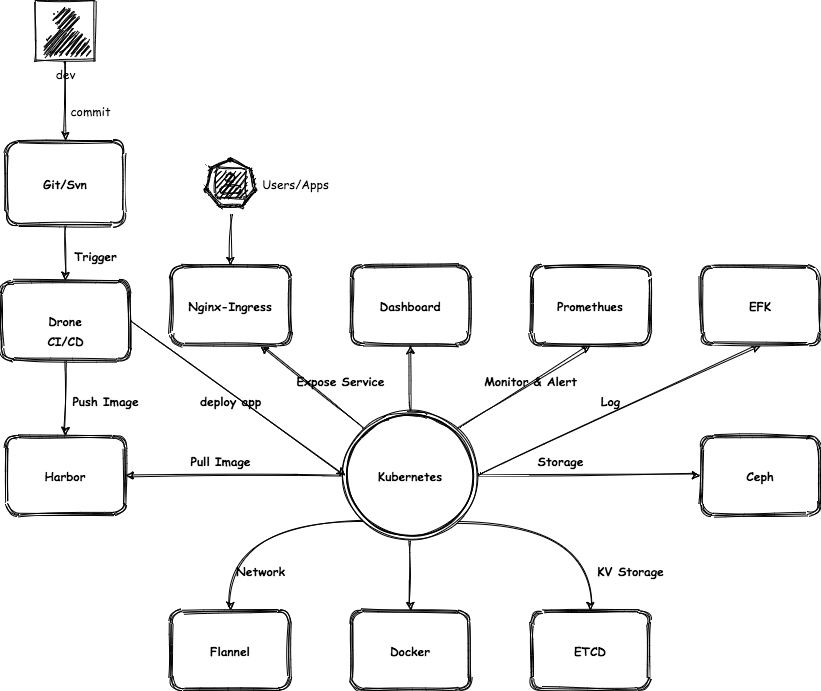 dev
commit
Git/Svn
Users/Apps
Trigger
Nginx-Ingress
Dashboard
Promethues
EFK
Drone
CI/CD
Expose Service
Monitor & Alert
Push Image
deploy app
Log
Pull Image
Storage
Harbor
Kubernetes
Ceph
Network
KV Storage
Flannel
Docker
ETCD